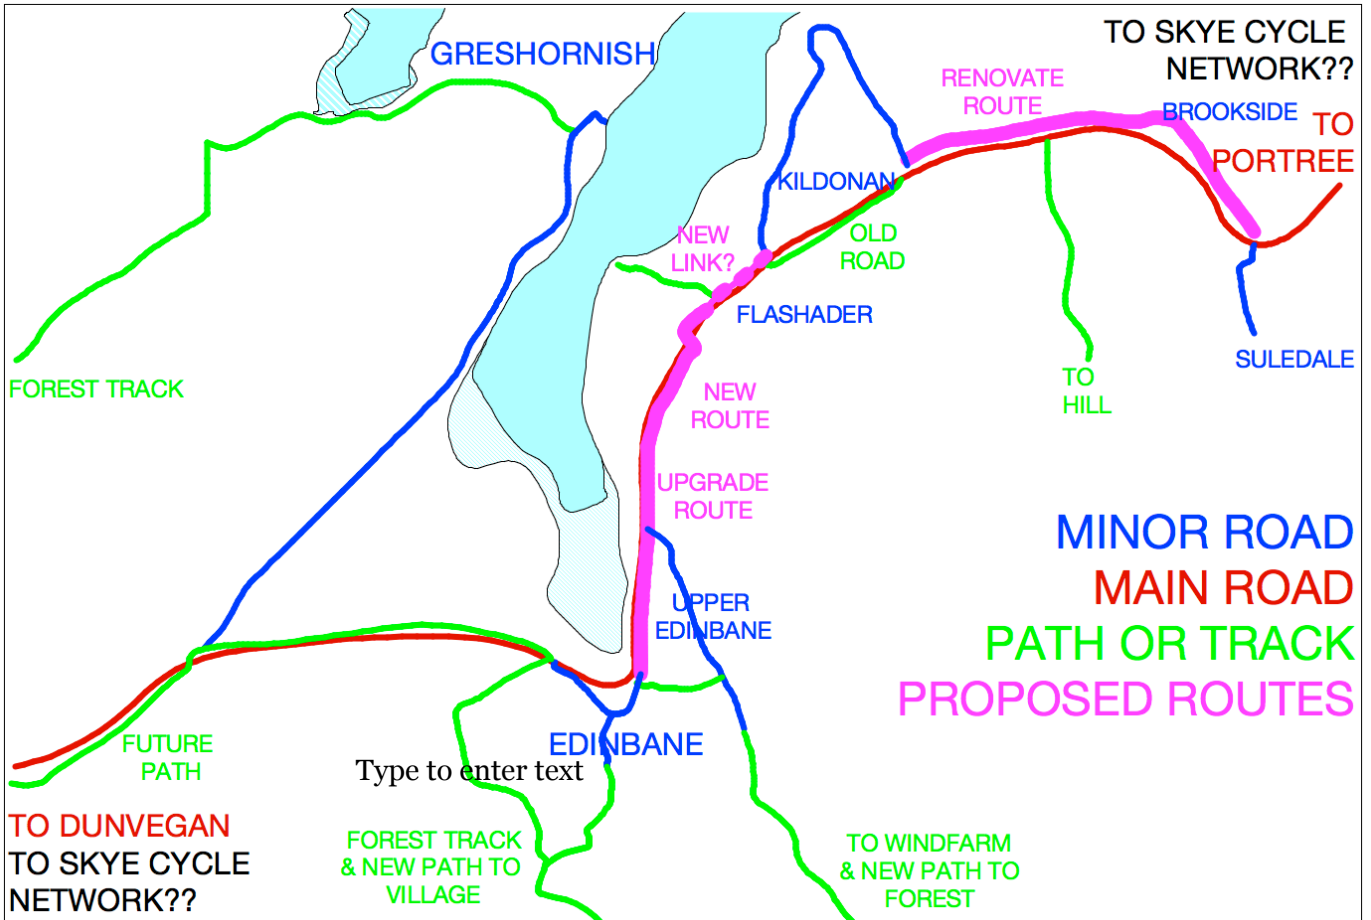 GRESHORNISH
TO SKYE CYCLE
NETWORK??
RENOVATE
ROUTE
BROOKSIDE
TO
PORTREE
KILDONAN
NEW
LINK?
OLD
ROAD
FLASHADER
SULEDALE
FOREST TRACK
TO
HILL
NEW
ROUTE
UPGRADE
ROUTE
MINOR ROAD
MAIN ROAD
PATH OR TRACK
PROPOSED ROUTES
UPPER
EDINBANE
FUTURE
PATH
EDINBANE
Type to enter text
TO DUNVEGAN
TO SKYE CYCLE
NETWORK??
FOREST TRACK
& NEW PATH TO
VILLAGE
TO WINDFARM
& NEW PATH TO
FOREST